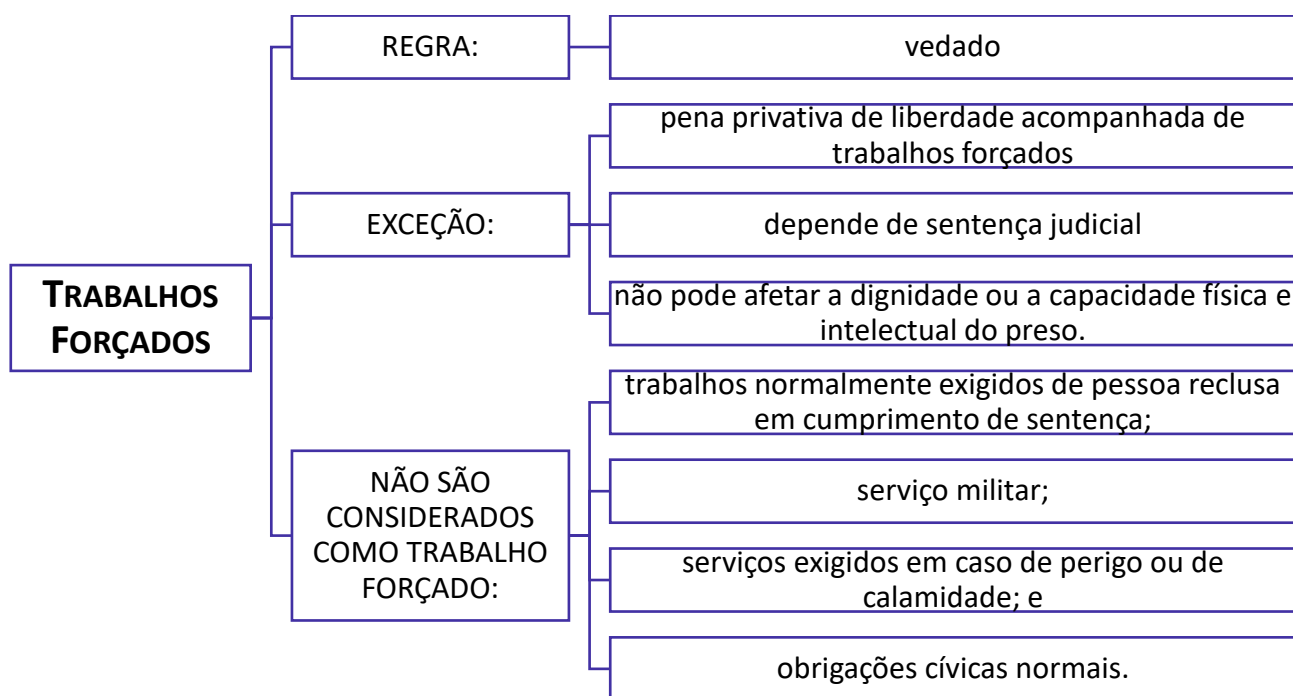 REGRA:
vedado
pena privativa de liberdade acompanhada de
trabalhos forçados
EXCEÇÃO:
depende de sentença judicial
não pode afetar a dignidade ou a capacidade física e
intelectual do preso.
TRABALHOS
FORÇADOS
trabalhos normalmente exigidos de pessoa reclusa
em cumprimento de sentença;
NÃO SÃO
CONSIDERADOS
COMO TRABALHO
FORÇADO:
serviço militar;
serviços exigidos em caso de perigo ou de
calamidade; e
obrigações cívicas normais.